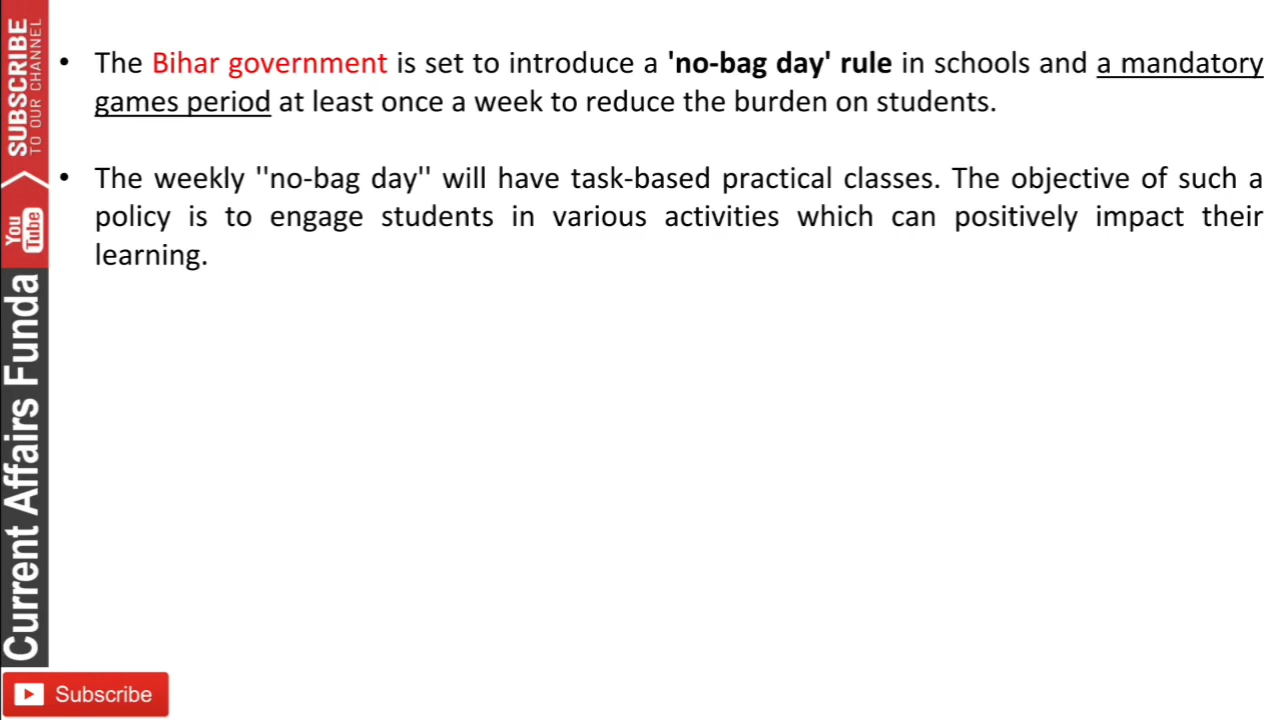 • The Bihar government is set to introduce a 'no-bag day' rule in schools and a mandatory
games period at least once a week to reduce the burden on students.
• The weekly ''no-bag day'' will have task-based practical classes. The objective of such a
policy is to engage students in various activities which can positively impact their
learning.
SUBSCRIBE
TO OUR CHANNEL
You
Tube
Current Affairs Funda
Subscribe